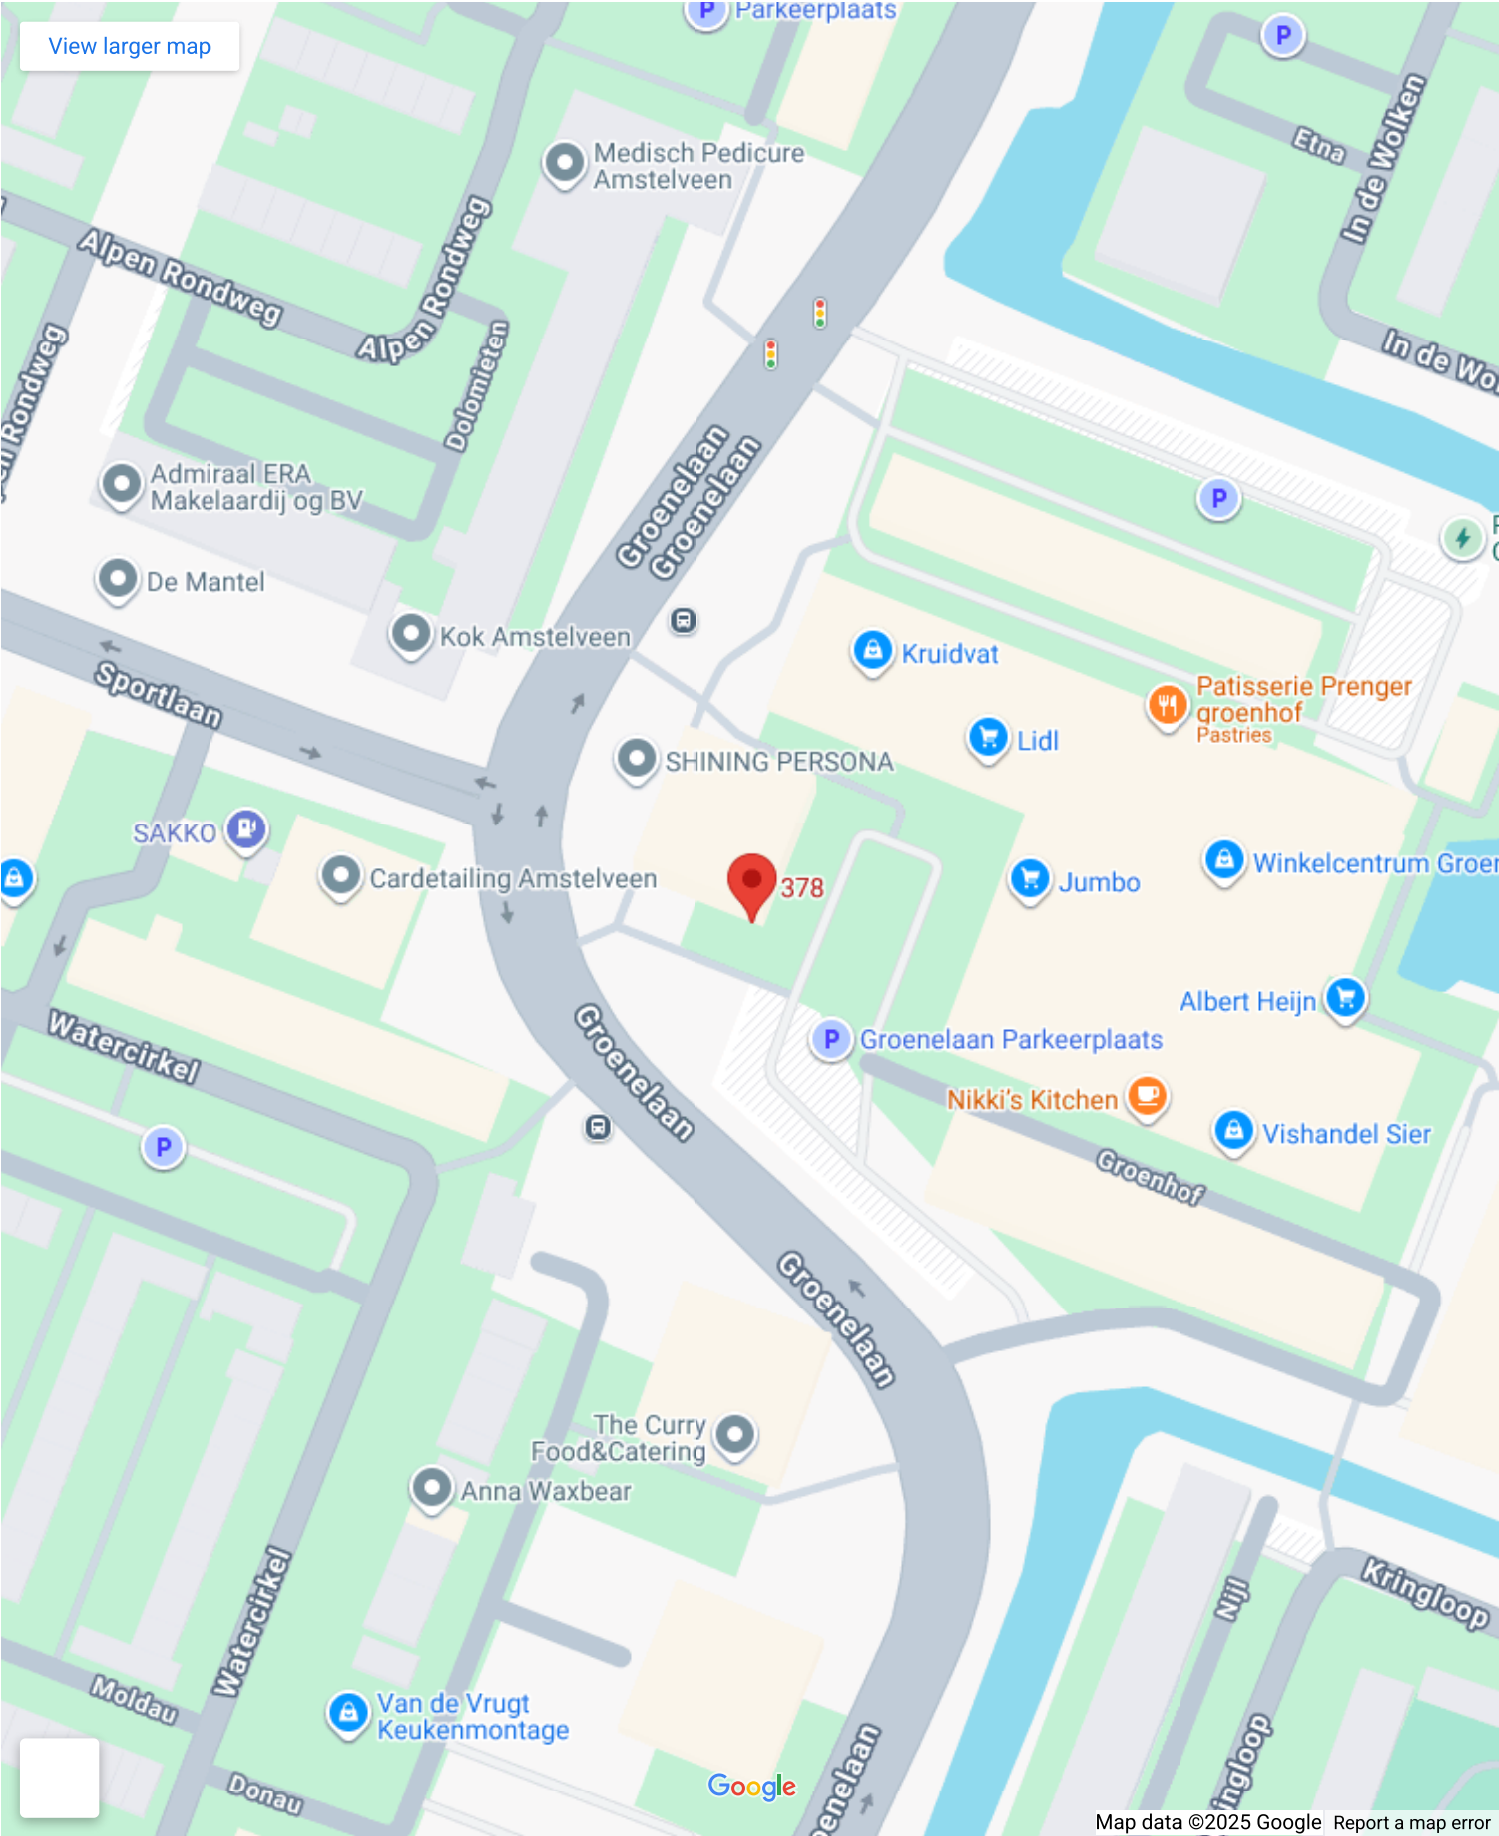 View larger map
Parkeerplaats
P
P
Medisch Pedicure
Amstelveen
Etna
In de Wolken
Alpen Rondweg
Alpen Rondweg
Dolomieten
In de Wo
en Rondweg
Groenelaan
Groenelaan
Admiraal ERA
Makelaardij og BV
P
De Mantel
Kok Amstelveen
Kruidvat
Sportlaan
Patisserie Prenger
groenhof
Pastries
Lidl
SHINING PERSONA
SAKKO
Cardetailing Amstelveen
378
Jumbo
Winkelcentrum Groer
Albert Heijn
Watercirkel
Groenelaan
P
Groenelaan Parkeerplaats
Nikki's Kitchen
P
Vishandel Sier
Groenhof
Groenelaan
The Curry
Food&Catering
Anna Waxbear
Watercirkel
Nijl
Kringloop
Moldau
Van de Vrugt
Keukenmontage
Donau
Google
oenelaan
ingloop
Map data ©2025 Google
Report a map error